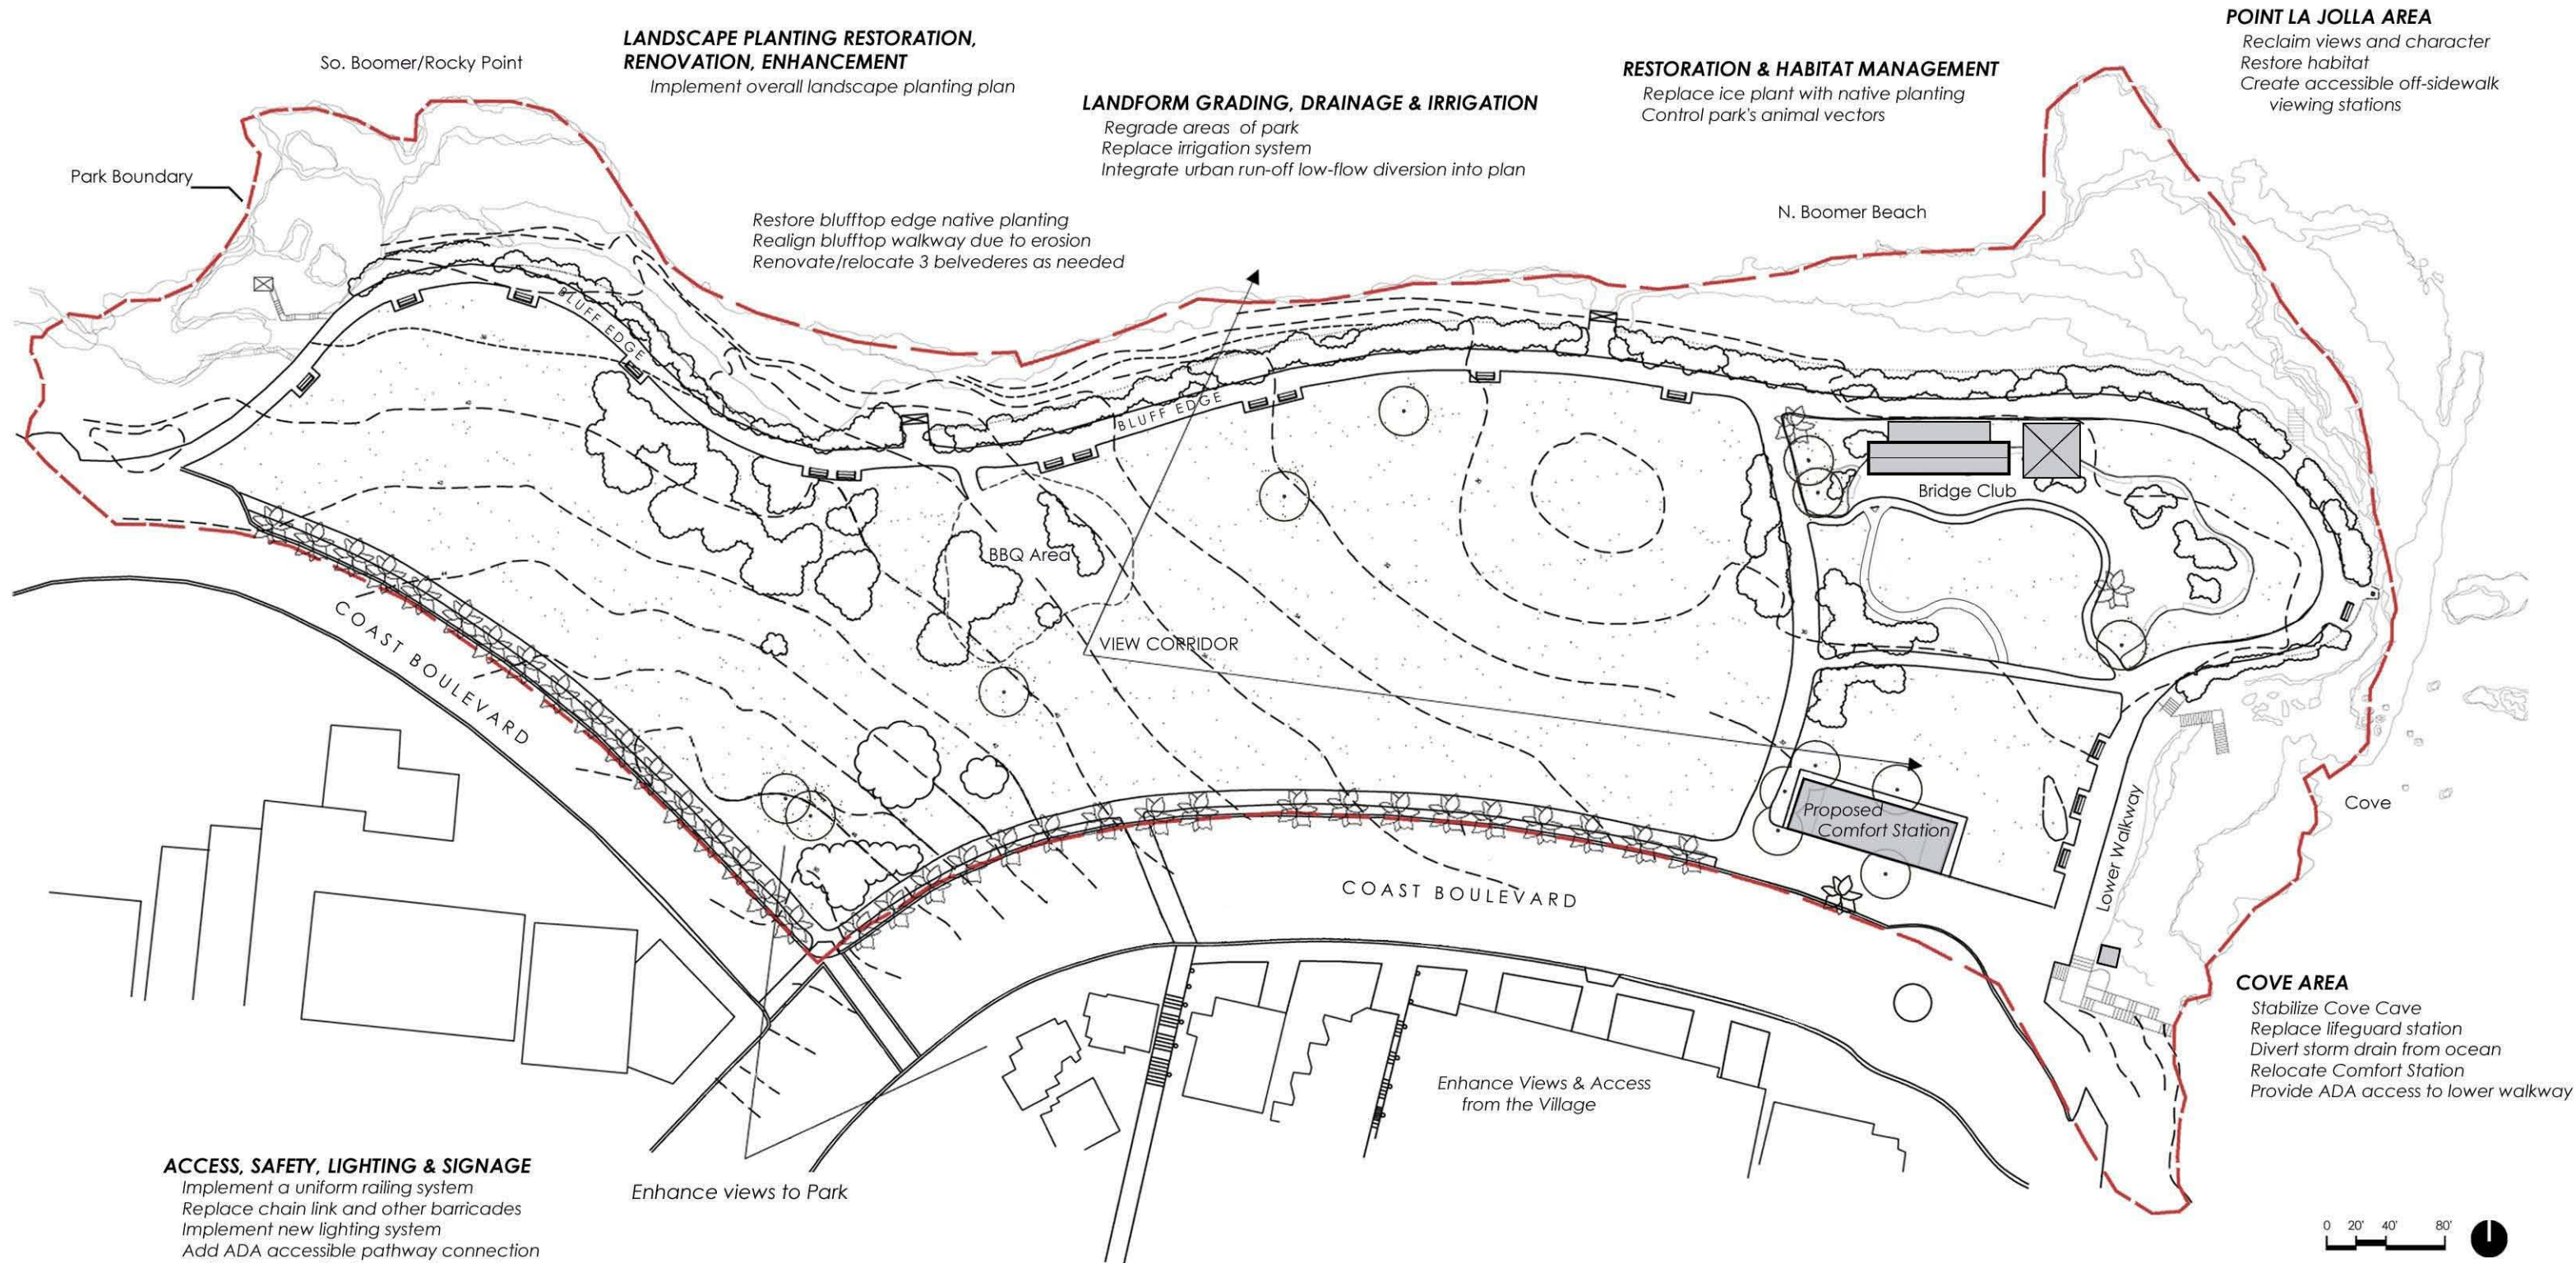 POINT LA JOLLA AREA
Reclaim views and character
Restore habitat
Create accessible off-sidewalk
viewing stations
LANDSCAPE PLANTING RESTORATION,
RENOVATION, ENHANCEMENT
Implement overall landscape planting plan
So. Boomer/Rocky Point
RESTORATION & HABITAT MANAGEMENT
Replace ice plant with native planting
Control park's animal vectors
LANDFORM GRADING, DRAINAGE & IRRIGATION
Regrade areas of park
Replace irrigation system
Integrate urban run-off low-flow diversion into plan
Park Boundary
N. Boomer Beach
Restore blufftop edge native planting
Realign blufftop walkway due to erosion
Renovate/relocate 3 belvederes as needed
BLUFF EDGE
BLUFF EDGE
Bridge Club
BBQ Area
VIEW CORRIDOR
COAST BOULEVARD
Proposed
Comfort Station
Cove
Lower Walkway
COAST BOULEVARD
COVE AREA
Stabilize Cove Cave
Replace lifeguard station
Divert storm drain from ocean
Relocate Comfort Station
Provide ADA access to lower walkway
Enhance Views & Access
from the Village
ACCESS, SAFETY, LIGHTING & SIGNAGE
Implement a uniform railing system
Replace chain link and other barricades
Implement new lighting system
Add ADA accessible pathway connection
Enhance views to Park
0 20' 40' 80'